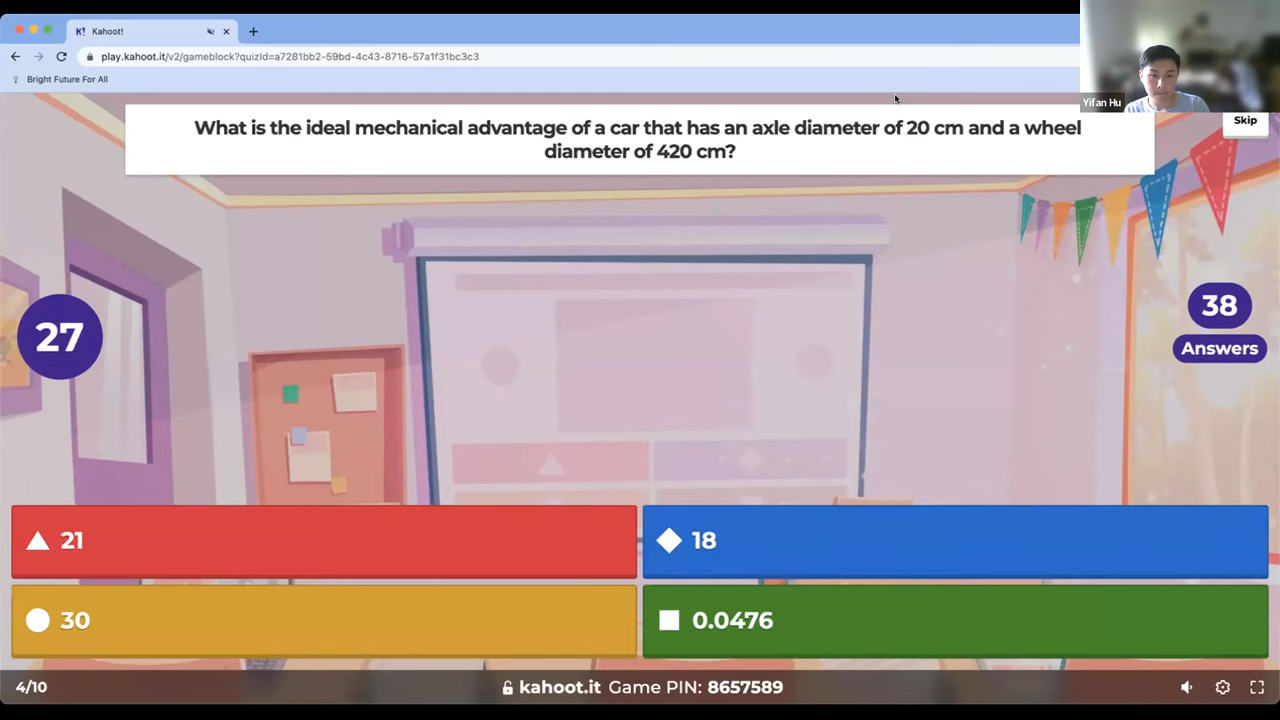 Kahoot!
play.kahoot.it/v2/gameblock?quizId=a7281bb2-59bd-4c43-8716-57a1f31bc3c3
Bright Future For All
Yifan Hu
What is the ideal mechanical advantage of a car that has an axle diameter of 20 cm and a wheel
diameter of 420 cm?
Skip
27
38
Answers
21
18
30
0.0476
4/10
kahoot.it Game PIN: 8657589